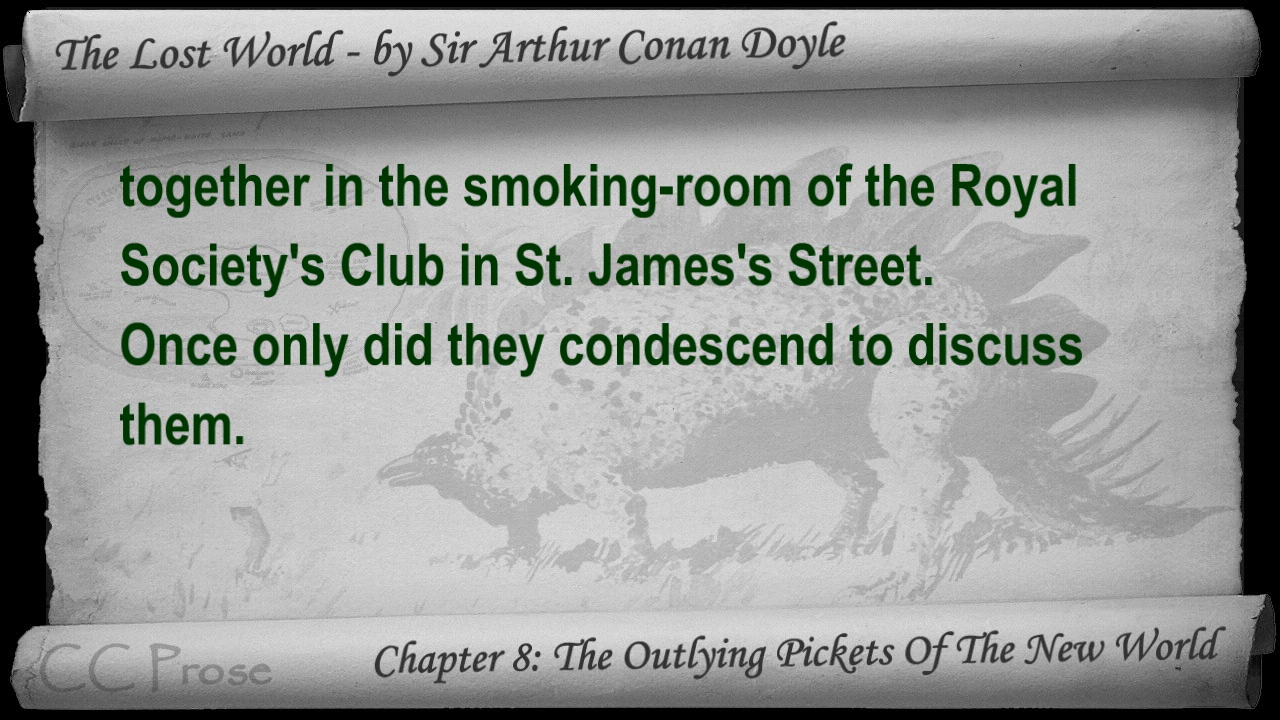 The Lost World - by Sir Arthur Conan Doyle
together in the smoking-room of the Royal
Society's Club in St. James's Street.
Once only did they condescend to discuss
them.
CC Prose
Chapter 8: The Outlying Pickets Of The New World